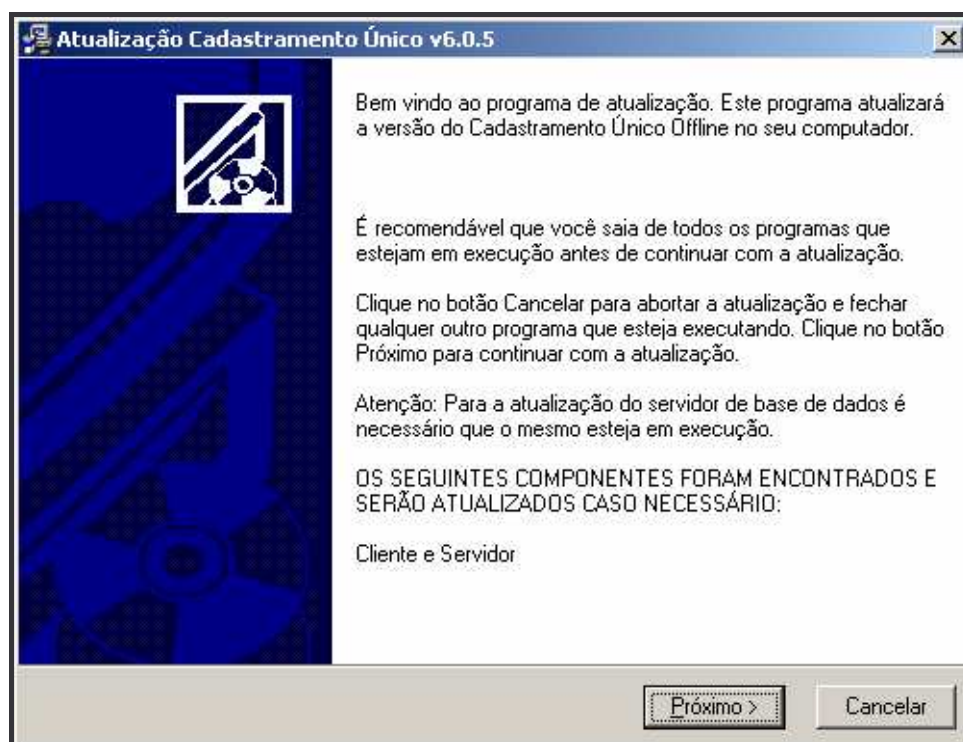 Atualização Cadastramento Único v6.0.5
Bem vindo ao programa de atualização. Este programa atualizará
a versão do Cadastramento Único Offline no seu computador.
É recomendável que você saia de todos os programas que
estejam em execução antes de continuar com a atualização.
Clique no botão Cancelar para abortar a atualização e fechar
qualquer outro programa que esteja executando. Clique no botão
Próximo para continuar com a atualização.
Atenção: Para a atualização do servidor de base de dados é
necessário que o mesmo esteja em execução.
OS SEGUINTES COMPONENTES FORAM ENCONTRADOS E
SERÃO ATUALIZADOS CASO NECESSÁRIO:
Cliente e Servidor
Próximo > Cancelar